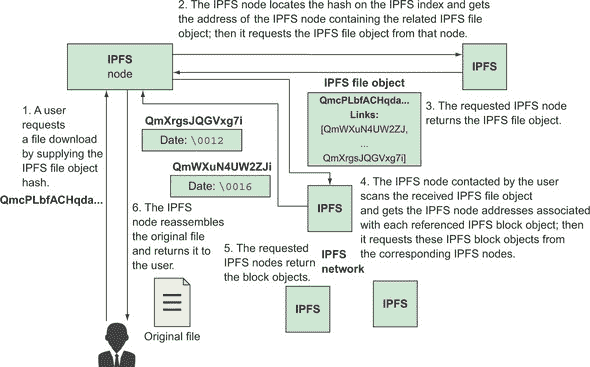 2. The IPFS node locates the hash on the IPFS index and gets
the address of the IPFS node containing the related IPFS file
object; then it requests the IPFS file object from that node.
IPFS
node
IPFS
1. A user
requests
a file download
by supplying the
IPFS file object
hash.
QmcPLbfACHqda...
IPFS file object
QmcPLbfACHqda...
Links:
[QmWXuN4UW2ZJ,
...
QmXrgsJQGVxg7i]
3. The requested IPFS node
returns the IPFS file object.
QmXrgsJQGVxg7i
Date: \0012
QmWXuN4UW2ZJi
Date: \0016
IPFS
4. The IPFS node contacted by the user
scans the received IPFS file object
and gets the IPFS node addresses associated
with each referenced IPFS block object; then
it requests these IPFS block objects from
the corresponding IPFS nodes.
6. The IPFS
node reassembles
the original file
and returns it to
the user.
5. The requested
IPFS nodes return
the block objects.
IPFS
network
IPFS
IPFS
Original file